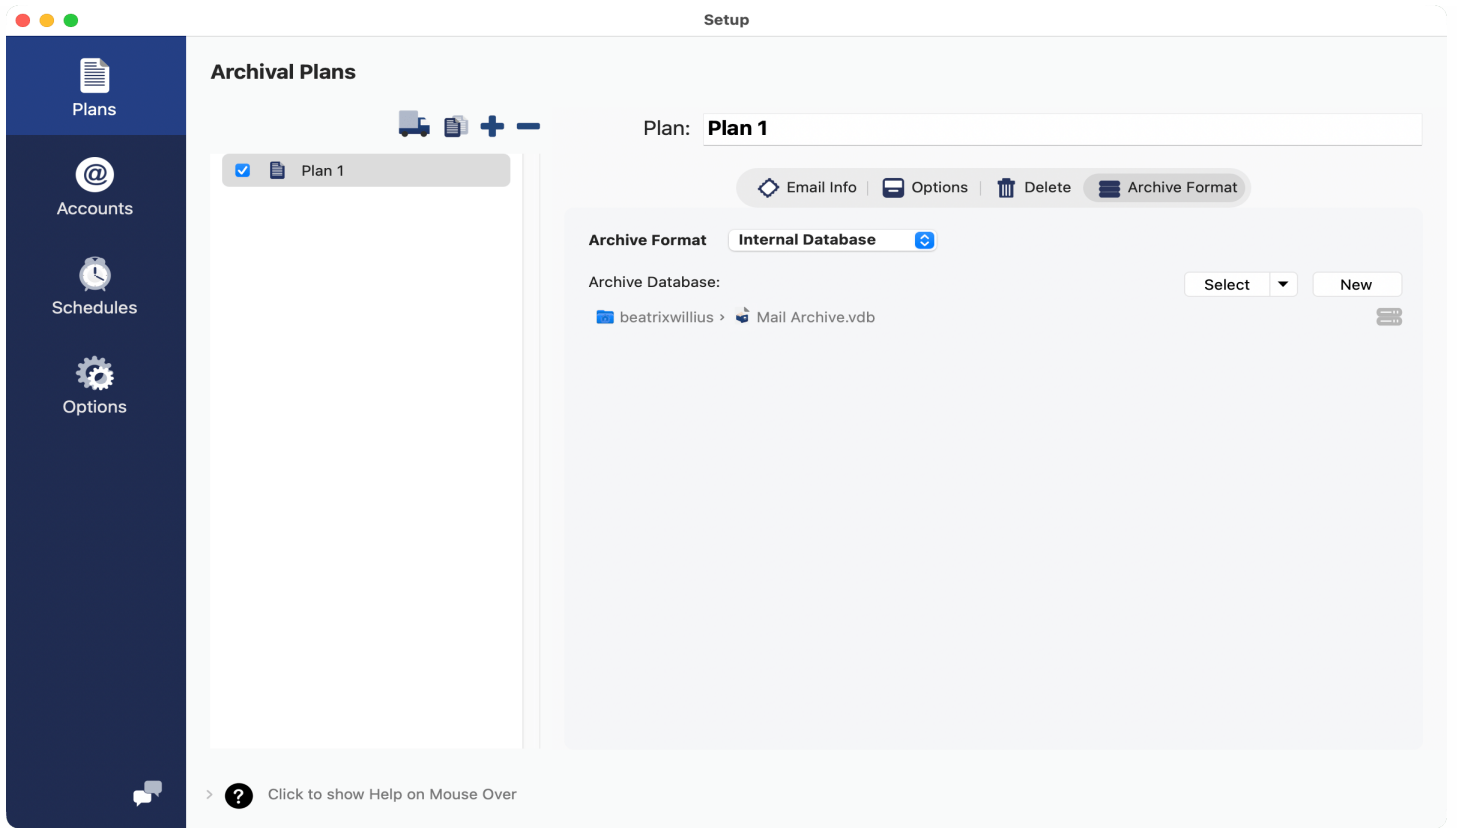 Setup
Plans
Accounts
Schedules
Options
Archival Plans
Plan 1
Plan: Plan 1
Email Info Options Delete Archive Format
Archive Format Internal Database
Archive Database:
Select New
beatrixwillius › Mail Archive.vdb
? Click to show Help on Mouse Over